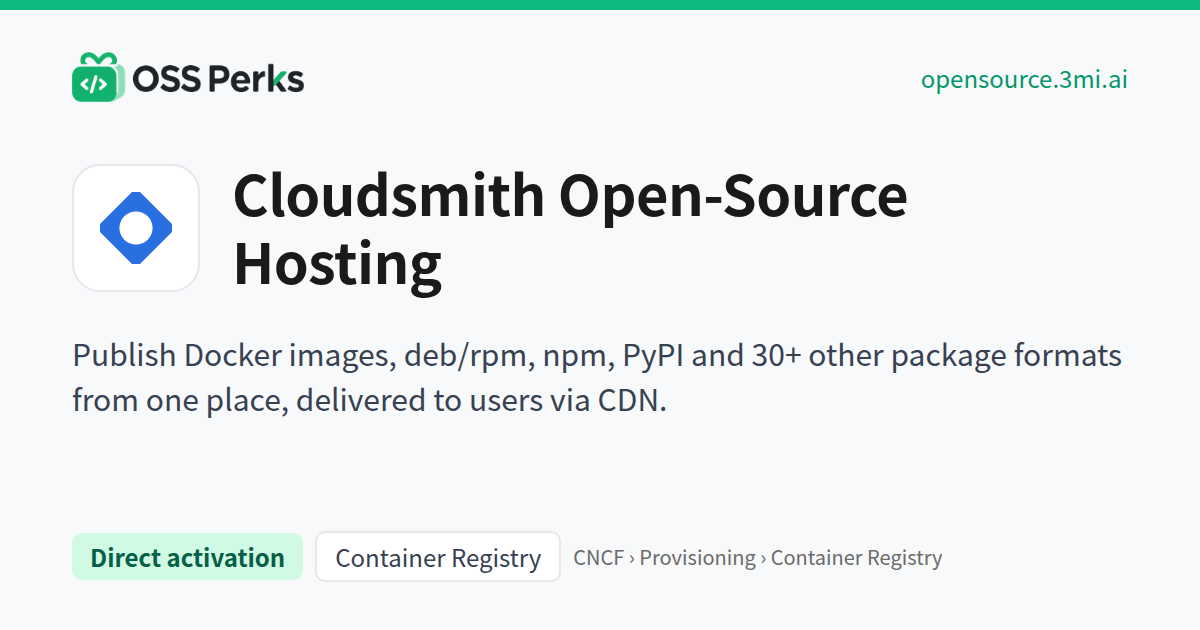 OSS Perks
opensource.3mi.ai
Cloudsmith Open-Source
Hosting
Publish Docker images, deb/rpm, npm, PyPI and 30+ other package formats
from one place, delivered to users via CDN.
Direct activation
Container Registry
CNCF › Provisioning › Container Registry